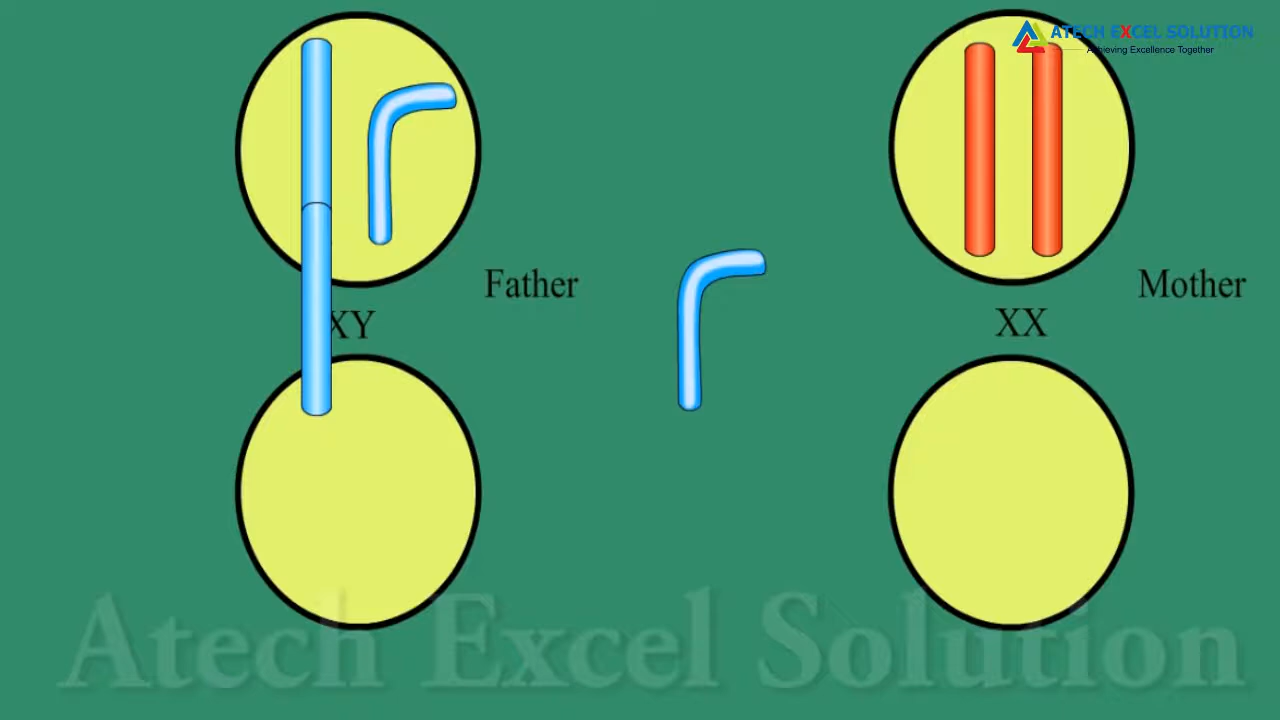 ATECH EXCEL SOLUTION
Achieving Excellence Together
Father
Mother
XY
XX
Atech Excel Solution